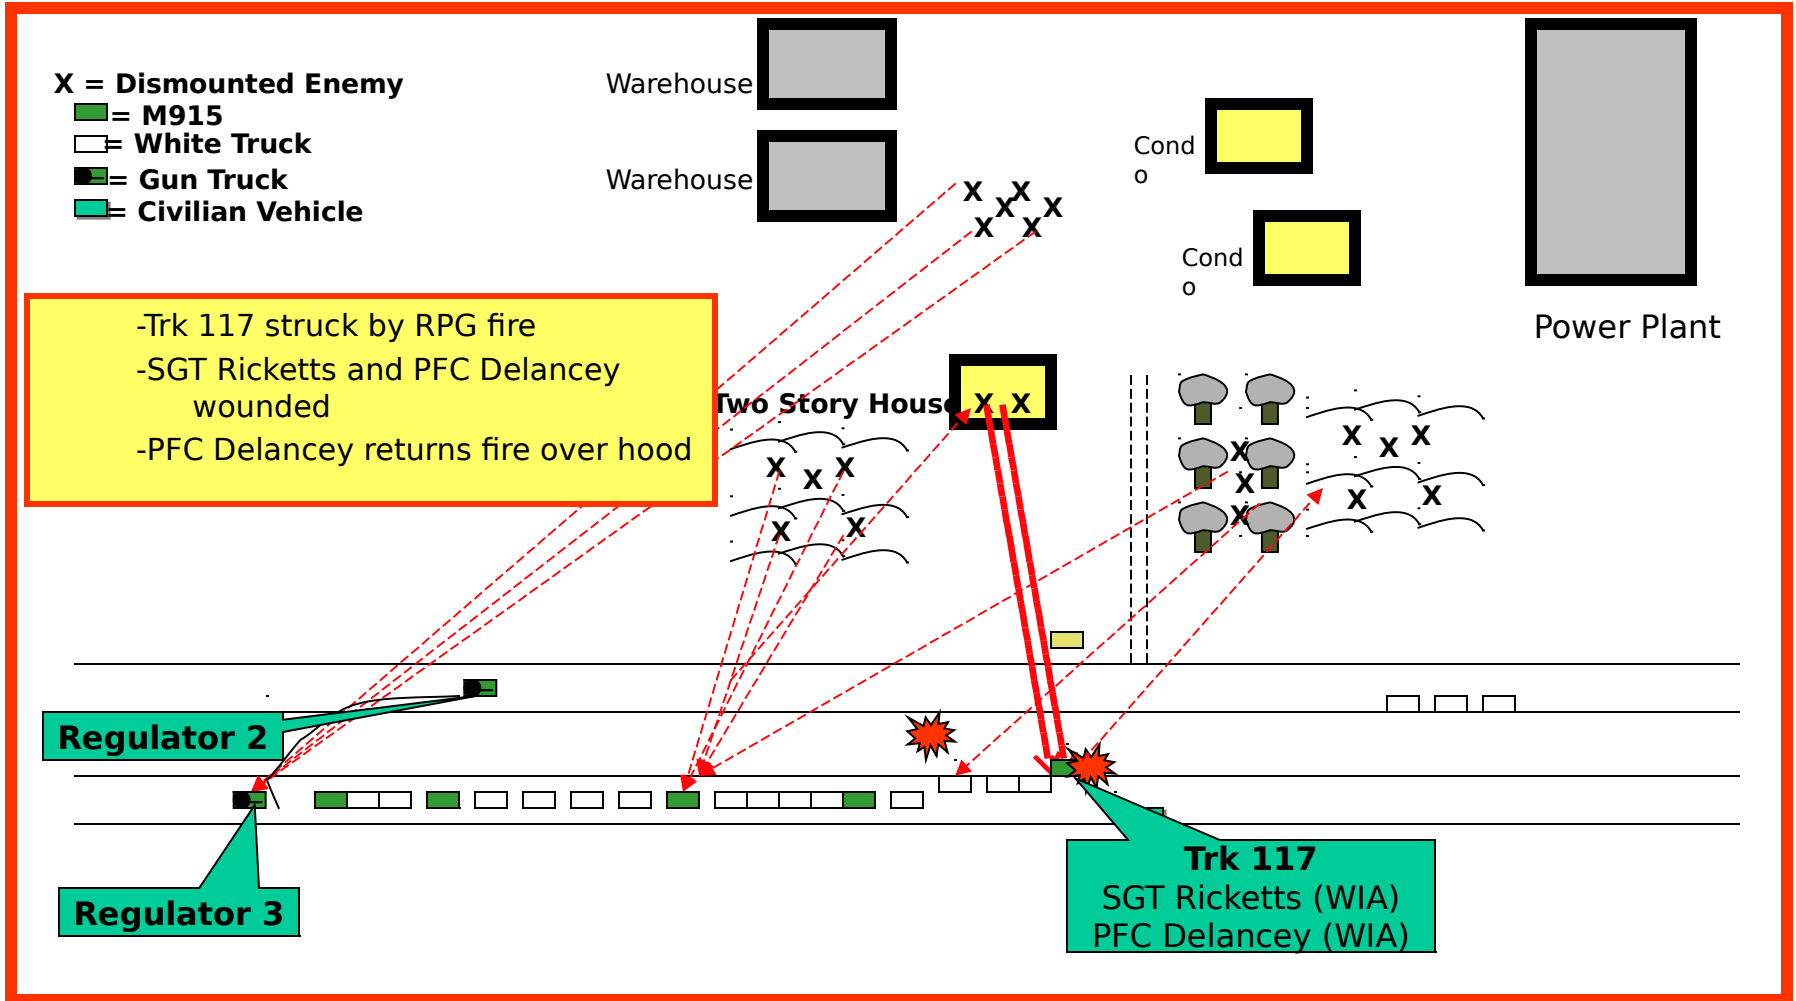 X = Dismounted Enemy
= M915
= White Truck
= Gun Truck
= Civilian Vehicle
Warehouse
Warehouse
Cond
o
Cond
o
Power Plant
X X
X X
X X
-Trk 117 struck by RPG fire
-SGT Ricketts and PFC Delancey
wounded
-PFC Delancey returns fire over hood
Two Story House
X X
X X X
X X
X
X
X
X X X
X X
Regulator 2
Regulator 3
Trk 117
SGT Ricketts (WIA)
PFC Delancey (WIA)